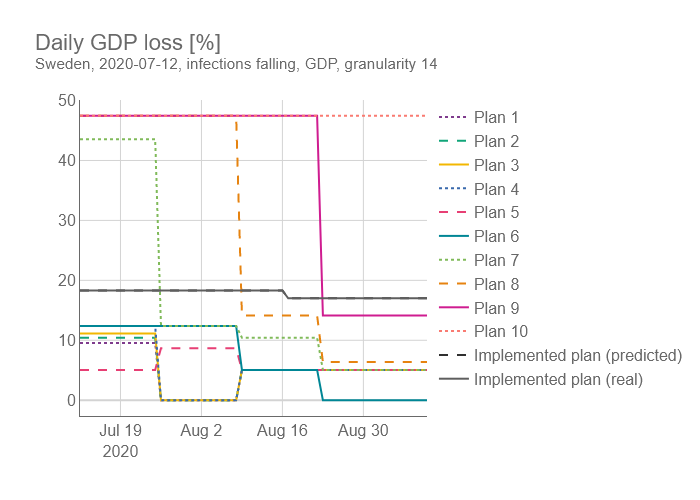 Daily GDP loss [%]
Sweden, 2020-07-12, infections falling, GDP, granularity 14
50
40
30
20
10
0
Jul 19
2020
Aug 2
Aug 16
Aug 30
Plan 1
Plan 2
Plan 3
Plan 4
Plan 5
Plan 6
Plan 7
Plan 8
Plan 9
Plan 10
Implemented plan (predicted)
Implemented plan (real)